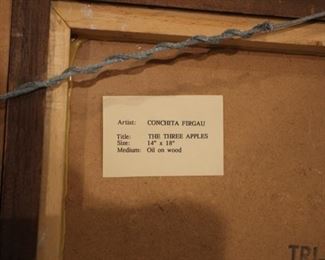 Artist: CONCHITA FIRGAU
Title: THE THREE APPLES
Size: 14" x 18"
Medium: Oil on wood